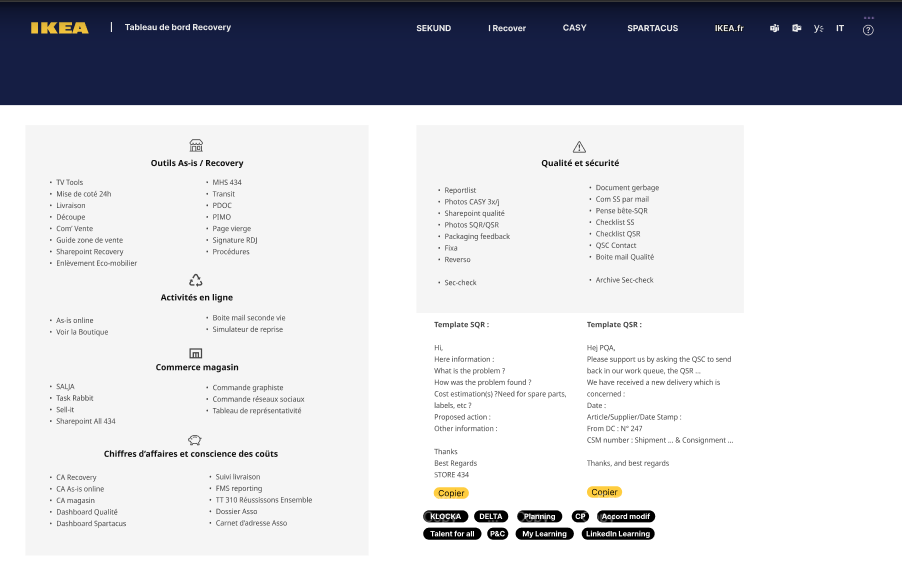 IKEA | Tableau de bord Recovery
SEKUND I Recover CASY SPARTACUS IKEA.fr IT
Outils As-is / Recovery
• TV Tools
• Mise de coté 24h
• Livraison
• Découpe
• Com' Vente
• Guide zone de vente
• Sharepoint Recovery
• Enlèvement Eco-mobilier
• MHS 434
• Transit
• PDOC
• PIMO
• Page vierge
• Signature RDJ
• Procédures
Activités en ligne
• As-is online
• Voir la Boutique
• Boite mail seconde vie
• Simulateur de reprise
Commerce magasin
• SALJA
• Task Rabbit
• Sell-it
• Sharepoint All 434
• Commande graphiste
• Commande réseaux sociaux
• Tableau de représentativité
Chiffres d'affaires et conscience des coûts
• CA Recovery
• CA As-is online
• CA magasin
• Dashboard Qualité
• Dashboard Spartacus
• Suivi livraison
• FMS reporting
• TT 310 Réussissons Ensemble
• Dossier Asso
• Carnet d'adresse Asso
Qualité et sécurité
• Reportlist
• Photos CASY 3x/j
• Sharepoint qualité
• Photos SQR/QSR
• Packaging feedback
• Fixa
• Reverso
• Sec-check
• Document gerbage
• Com SS par mail
• Pense bête-SQR
• Checklist SS
• Checklist QSR
• QSC Contact
• Boite mail Qualité
• Archive Sec-check
Template SQR :
Hi,
Here information :
What is the problem ?
How was the problem found ?
Cost estimation(s) ?Need for spare parts,
labels, etc ?
Proposed action :
Other information :
Thanks
Best Regards
STORE 434
Copier
Template QSR :
Hej PQA,
Please support us by asking the QSC to send
back in our work queue, the QSR ...
We have received a new delivery which is
concerned :
Date :
Article/Supplier/Date Stamp :
From DC : N° 247
CSM number : Shipment ... & Consignment ...
Thanks, and best regards
Copier
KLOCKA DELTA Planning CP Accord modif
Talent for all P&C My Learning LinkedIn Learning